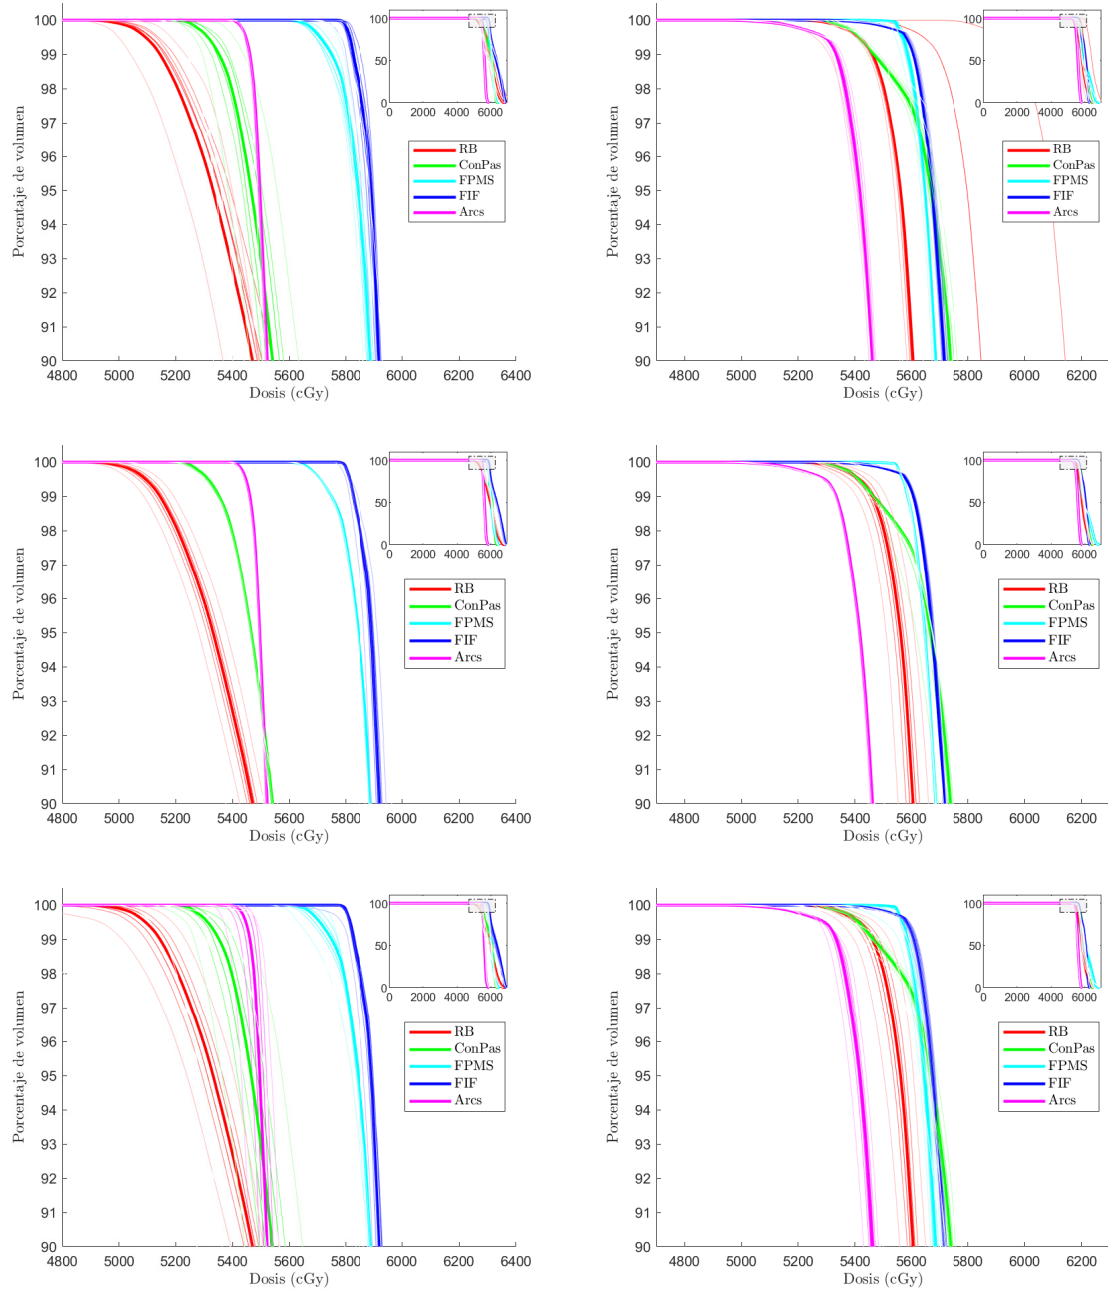 100
99
98
97
96
95
94
93
92
91
90
Porcentaje de volumen
4800 5000 5200 5400 5600 5800 6000 6200 6400
Dosis (cGy)
100
50
0
0 2000 4000 6000
RB
ConPas
FPMS
FIF
Arcs
100
99
98
97
96
95
94
93
92
91
90
Porcentaje de volumen
4800 5000 5200 5400 5600 5800 6000 6200
Dosis (cGy)
100
50
0
0 2000 4000 6000
RB
ConPas
FPMS
FIF
Arcs
100
99
98
97
96
95
94
93
92
91
90
Porcentaje de volumen
4800 5000 5200 5400 5600 5800 6000 6200 6400
Dosis (cGy)
100
50
0
0 2000 4000 6000
RB
ConPas
FPMS
FIF
Arcs
100
99
98
97
96
95
94
93
92
91
90
Porcentaje de volumen
4800 5000 5200 5400 5600 5800 6000 6200
Dosis (cGy)
100
50
0
0 2000 4000 6000
RB
ConPas
FPMS
FIF
Arcs
100
99
98
97
96
95
94
93
92
91
90
Porcentaje de volumen
4800 5000 5200 5400 5600 5800 6000 6200 6400
Dosis (cGy)
100
50
0
0 2000 4000 6000
RB
ConPas
FPMS
FIF
Arcs
100
99
98
97
96
95
94
93
92
91
90
Porcentaje de volumen
4800 5000 5200 5400 5600 5800 6000 6200
Dosis (cGy)
100
50
0
0 2000 4000 6000
RB
ConPas
FPMS
FIF
Arcs